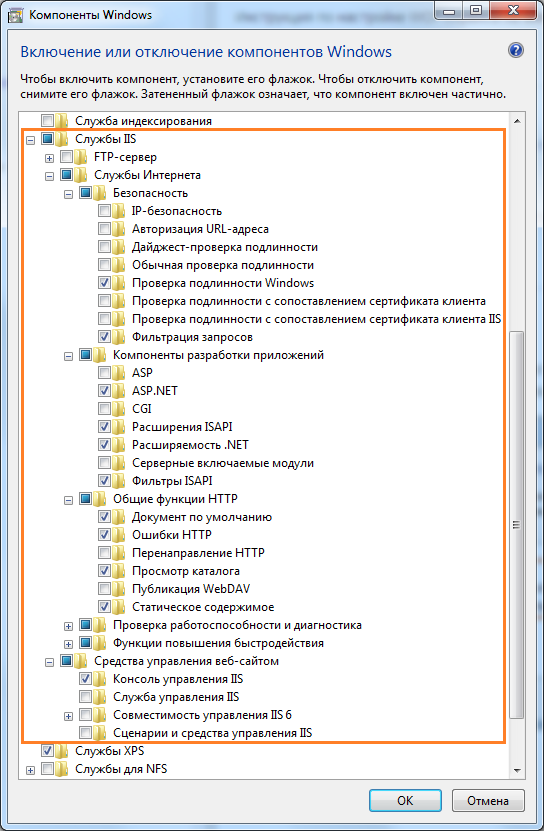 Компоненты Windows
Включение или отключение компонентов Windows
Чтобы включить компонент, установите его флажок. Чтобы отключить компонент,
снимите его флажок. Затененный флажок означает, что компонент включен частично.
Служба индексирования
Службы IIS
FTP-сервер
Службы Интернета
Безопасность
IP-безопасность
Авторизация URL-адреса
Дайджест-проверка подлинности
Обычная проверка подлинности
Проверка подлинности Windows
Проверка подлинности с сопоставлением сертификата клиента
Проверка подлинности с сопоставлением сертификата клиента IIS
Фильтрация запросов
Компоненты разработки приложений
ASP
ASP.NET
CGI
Расширения ISAPI
Расширяемость .NET
Серверные включаемые модули
Фильтры ISAPI
Общие функции HTTP
Документ по умолчанию
Ошибки HTTP
Перенаправление HTTP
Просмотр каталога
Публикация WebDAV
Статическое содержимое
Проверка работоспособности и диагностика
Функции повышения быстродействия
Средства управления веб-сайтом
Консоль управления IIS
Служба управления IIS
Совместимость управления IIS 6
Сценарии и средства управления IIS
Службы XPS
Службы для NFS
ОК
Отмена